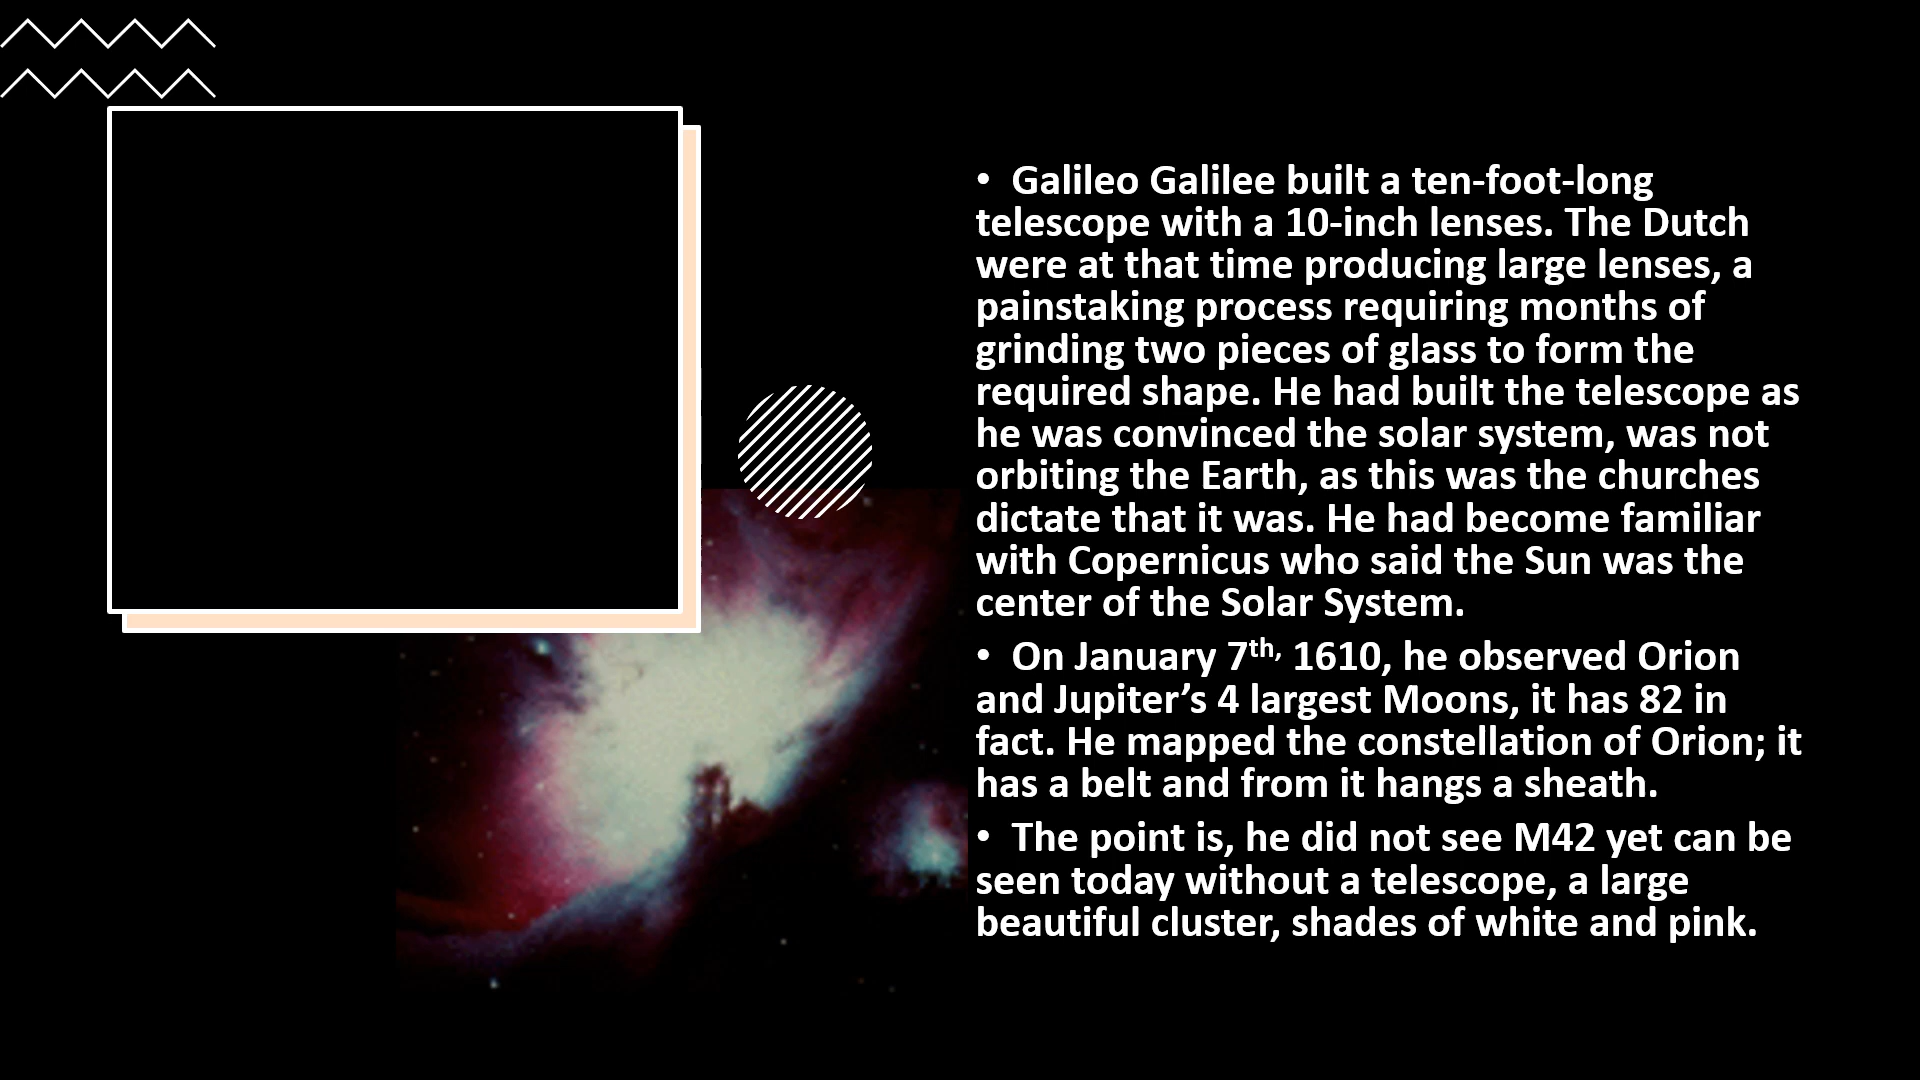 • Galileo Galilee built a ten-foot-long
telescope with a 10-inch lenses. The Dutch
were at that time producing large lenses, a
painstaking process requiring months of
grinding two pieces of glass to form the
required shape. He had built the telescope as
he was convinced the solar system, was not
orbiting the Earth, as this was the churches
dictate that it was. He had become familiar
with Copernicus who said the Sun was the
center of the Solar System.
• On January 7th, 1610, he observed Orion
and Jupiter’s 4 largest Moons, it has 82 in
fact. He mapped the constellation of Orion; it
has a belt and from it hangs a sheath.
• The point is, he did not see M42 yet can be
seen today without a telescope, a large
beautiful cluster, shades of white and pink.